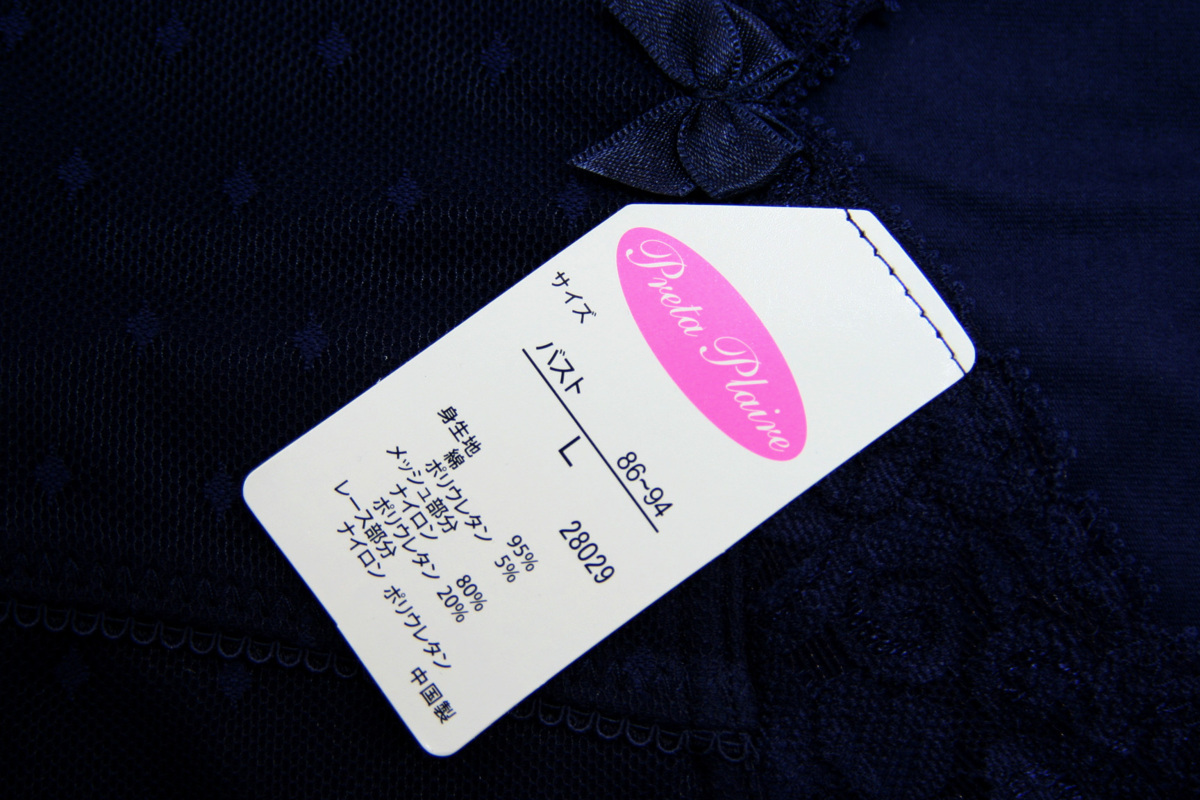 Preta Plaire
サイズ
バスト 86~94
L 28029
身生地
綿 95%
ポリウレタン 5%
メッシュ部分
ナイロン 80%
ポリウレタン 20%
レース部分
ナイロン ポリウレタン
中国製